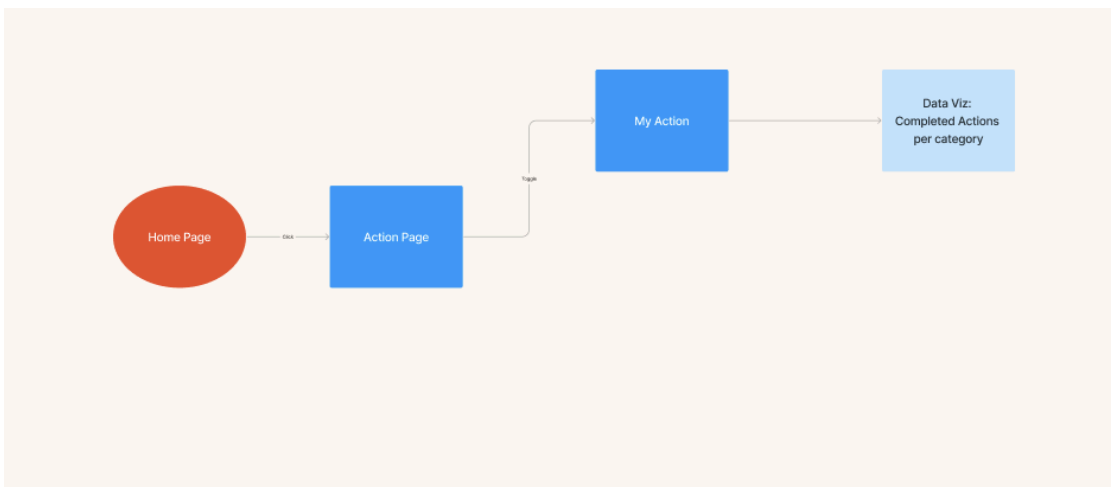 Home Page
Click
Action Page
Toggle
My Action
Data Viz:
Completed Actions
per category